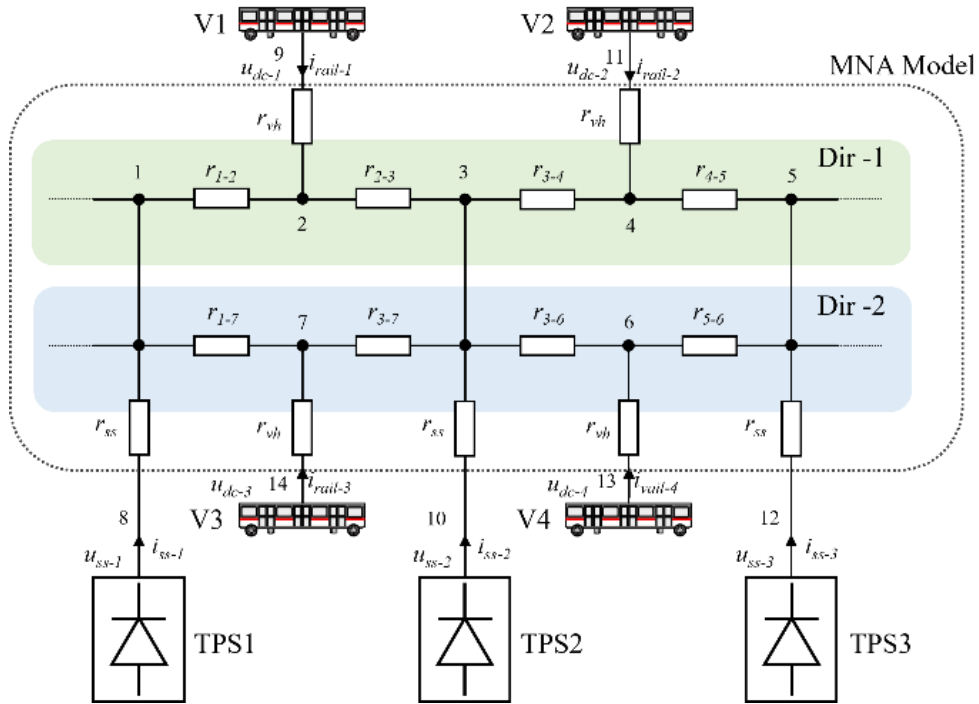 V1
V2
9
11
u_dc-1
i_rail-1
u_dc-2
i_rail-2
MNA Model
r_vh
r_vh
Dir -1
1
r_1-2
r_2-3
3
r_3-4
r_4-5
5
2
4
Dir -2
r_1-7
7
r_3-7
r_3-6
6
r_5-6
r_ss
r_vh
r_ss
r_vh
r_ss
u_dc-3
14
i_rail-3
u_dc-4
13
i_vail-4
V3
V4
8
10
12
u_ss-1
i_ss-1
u_ss-2
i_ss-2
u_ss-3
i_ss-3
TPS1
TPS2
TPS3